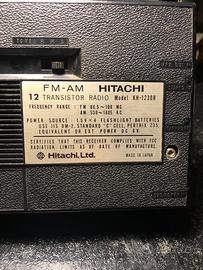 TONE
FM-AM HITACHI
12 TRANSISTOR RADIO Model KH-1230H
FREQUENCY RANGE: FM 86.5~108 MC
AM 530~1605 KC
POWER SOURCE: 1.5V×4 FLASHLIGHT BATTERIES
USE JIS UM-2, STANDARD "C" CELL, PERTRIX 235,
EQUIVALENT OR EXT POWER DC 6V.
CERTIFIED THAT THIS RECEIVER COMPLIES WITH FCC
RADIATION LIMITS AS OF DATE OF MANUFACTURE.
Hitachi, Ltd. MADE IN JAPAN